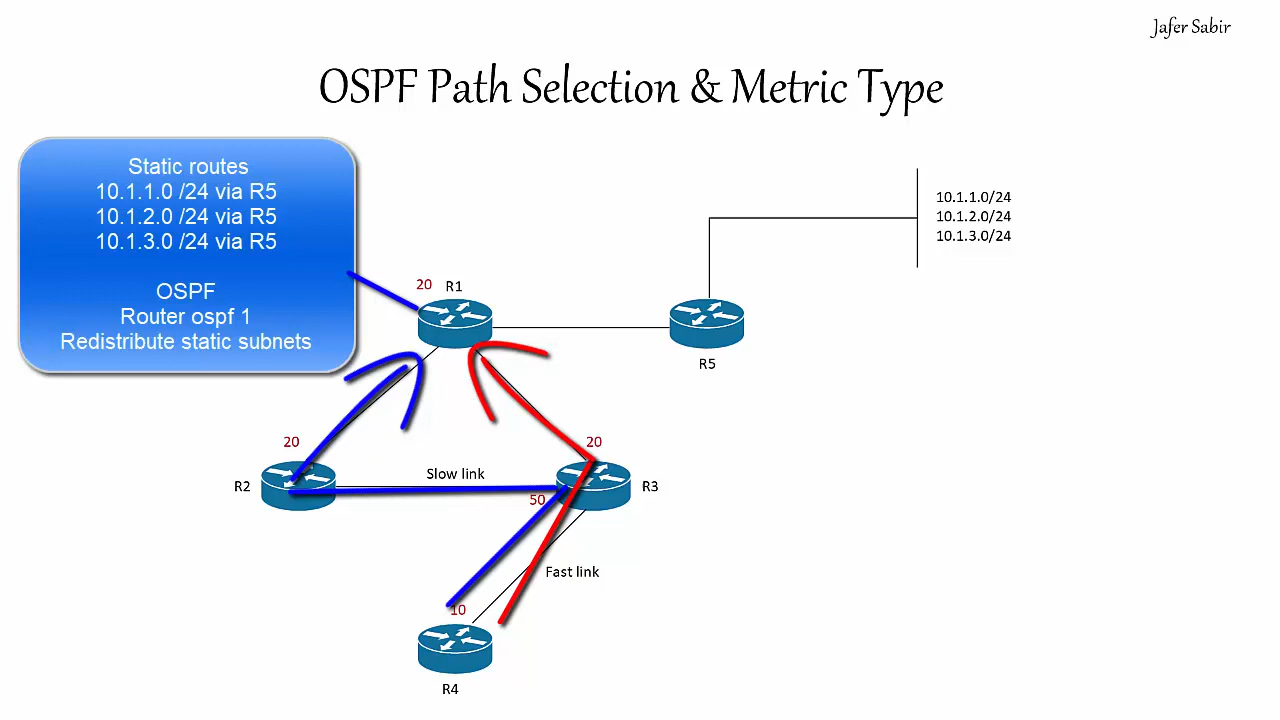 Jafer Sabir
OSPF Path Selection & Metric Type
Static routes
10.1.1.0 /24 via R5
10.1.2.0 /24 via R5
10.1.3.0 /24 via R5
OSPF
Router ospf 1
Redistribute static subnets
10.1.1.0/24
10.1.2.0/24
10.1.3.0/24
20
R1
R5
20
20
R2
Slow link
R3
50
Fast link
10
R4